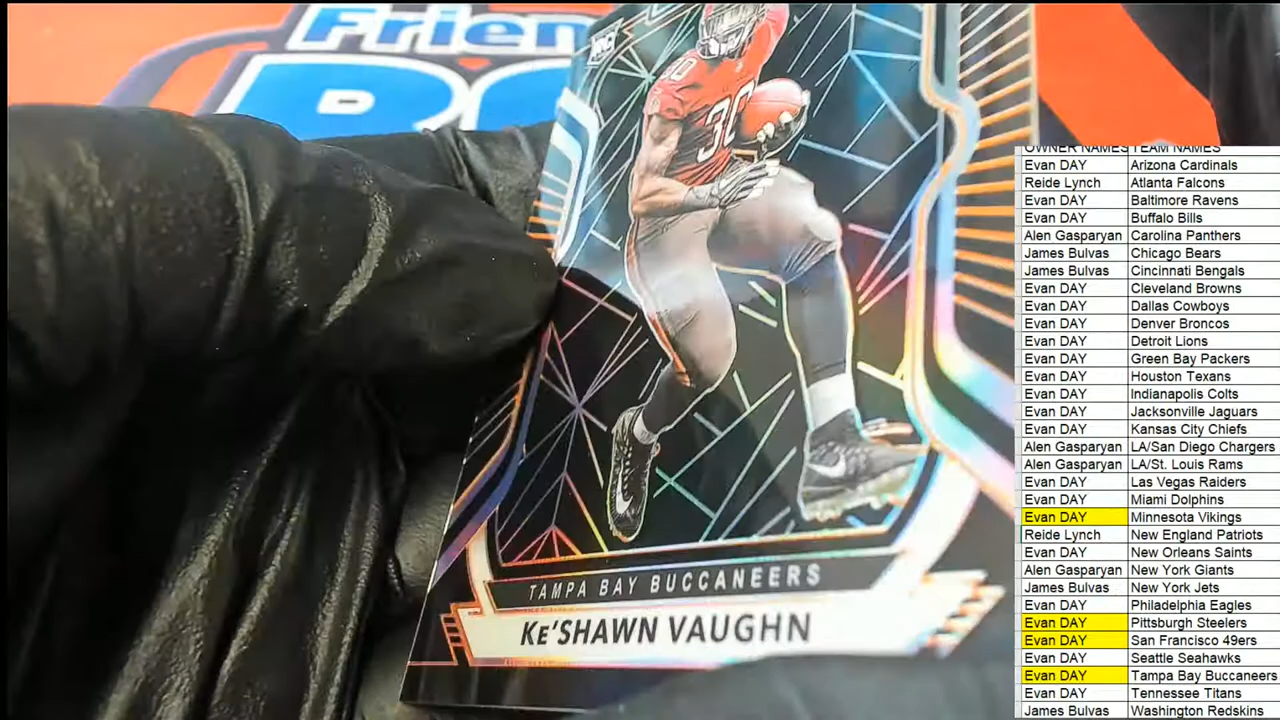 Frien
RC
30
30
TAMPA BAY BUCCANEERS
KE'SHAWN VAUGHN
OWNER NAMES TEAM NAMES
Evan DAY Arizona Cardinals
Reide Lynch Atlanta Falcons
Evan DAY Baltimore Ravens
Evan DAY Buffalo Bills
Alen Gasparyan Carolina Panthers
James Bulvas Chicago Bears
James Bulvas Cincinnati Bengals
Evan DAY Cleveland Browns
Evan DAY Dallas Cowboys
Evan DAY Denver Broncos
Evan DAY Detroit Lions
Evan DAY Green Bay Packers
Evan DAY Houston Texans
Evan DAY Indianapolis Colts
Evan DAY Jacksonville Jaguars
Evan DAY Kansas City Chiefs
Alen Gasparyan LA/San Diego Chargers
Alen Gasparyan LA/St. Louis Rams
Evan DAY Las Vegas Raiders
Evan DAY Miami Dolphins
Evan DAY Minnesota Vikings
Reide Lynch New England Patriots
Evan DAY New Orleans Saints
Alen Gasparyan New York Giants
James Bulvas New York Jets
Evan DAY Philadelphia Eagles
Evan DAY Pittsburgh Steelers
Evan DAY San Francisco 49ers
Evan DAY Seattle Seahawks
Evan DAY Tampa Bay Buccaneers
Evan DAY Tennessee Titans
James Bulvas Washington Redskins